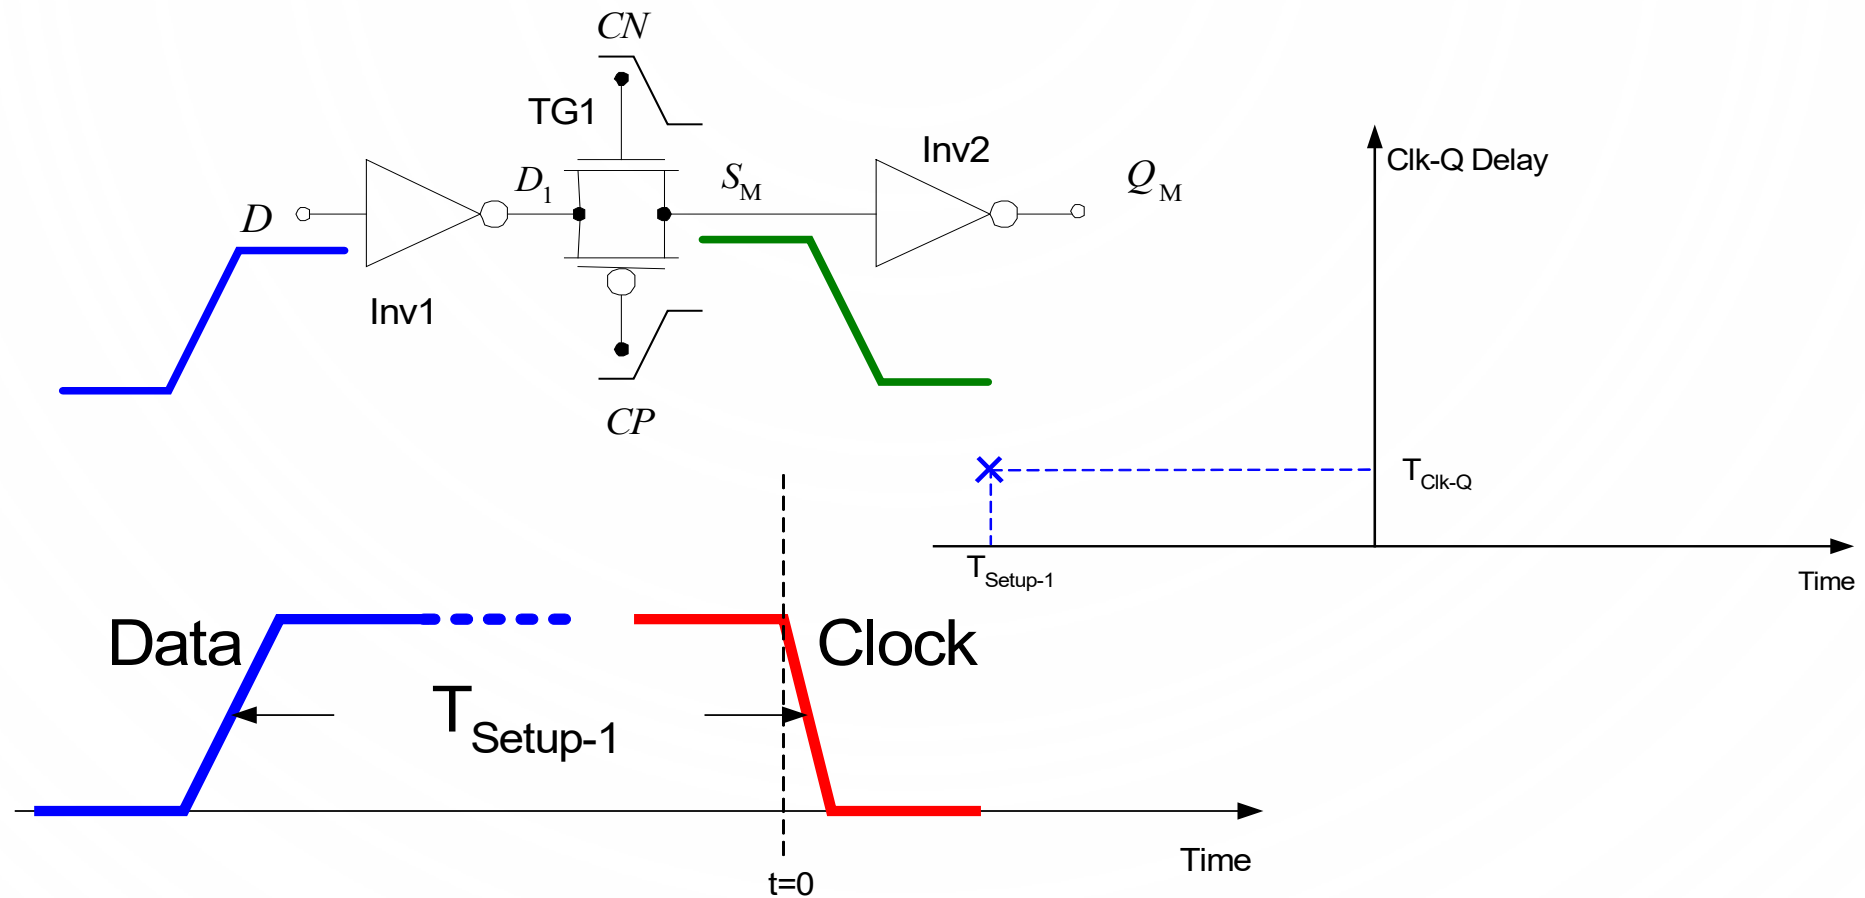 CN
TG1
Inv2
Clk-Q Delay
D
D1
SM
QM
Inv1
CP
TClk-Q
TSetup-1
Time
Data
Clock
TSetup-1
Time
t=0